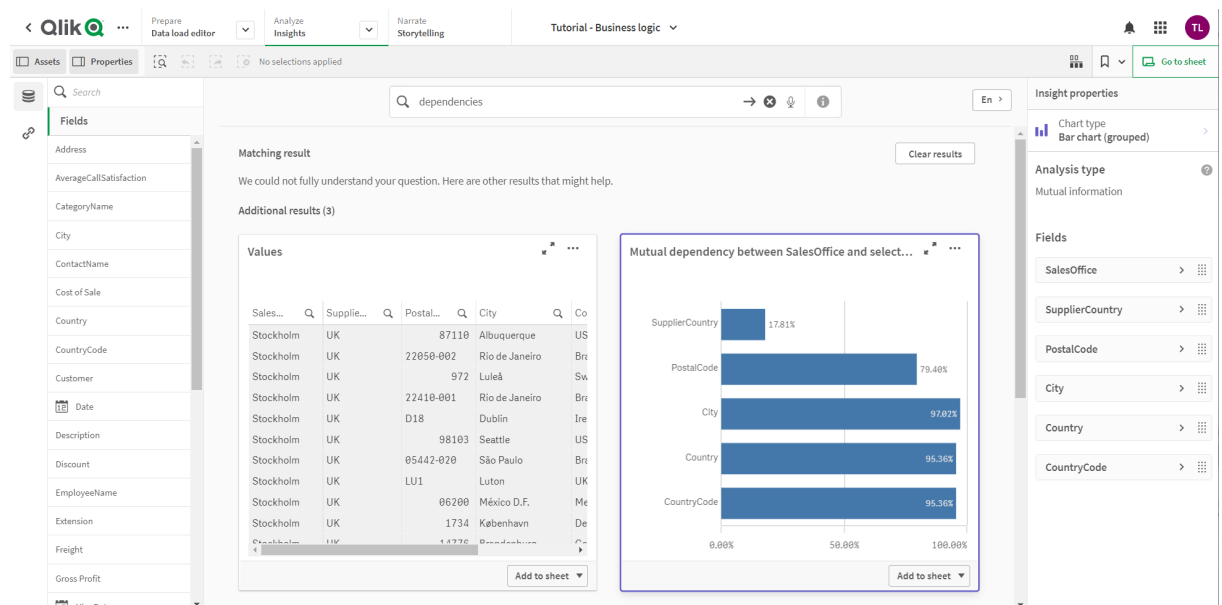 Qlik
Prepare
Data load editor
Analyze
Insights
Narrate
Storytelling
Tutorial - Business logic
TL
Assets
Properties
No selections applied
Go to sheet
Search
Fields
Address
AverageCallSatisfaction
CategoryName
City
ContactName
Cost of Sale
Country
CountryCode
Customer
12 Date
Description
Discount
EmployeeName
Extension
Freight
Gross Profit
dependencies
En
Matching result
Clear results
We could not fully understand your question. Here are other results that might help.
Additional results (3)
Values
Sales... Supplie... Postal... City Co
Stockholm UK 87110 Albuquerque US
Stockholm UK 22050-002 Rio de Janeiro Bra
Stockholm UK 972 Luleå Sw
Stockholm UK 22410-001 Rio de Janeiro Bra
Stockholm UK D18 Dublin Ire
Stockholm UK 98103 Seattle US
Stockholm UK 05442-020 São Paulo Bra
Stockholm UK LU1 Luton UK
Stockholm UK 06200 México D.F. Me
Stockholm UK 1734 København De
Stockholm UK 14776 Brandenburg Ge
Add to sheet
Mutual dependency between SalesOffice and select...
SupplierCountry 17.81%
PostalCode 79.40%
City 97.02%
Country 95.36%
CountryCode 95.36%
0.00% 50.00% 100.00%
Add to sheet
Insight properties
Chart type
Bar chart (grouped)
Analysis type
Mutual information
Fields
SalesOffice
SupplierCountry
PostalCode
City
Country
CountryCode